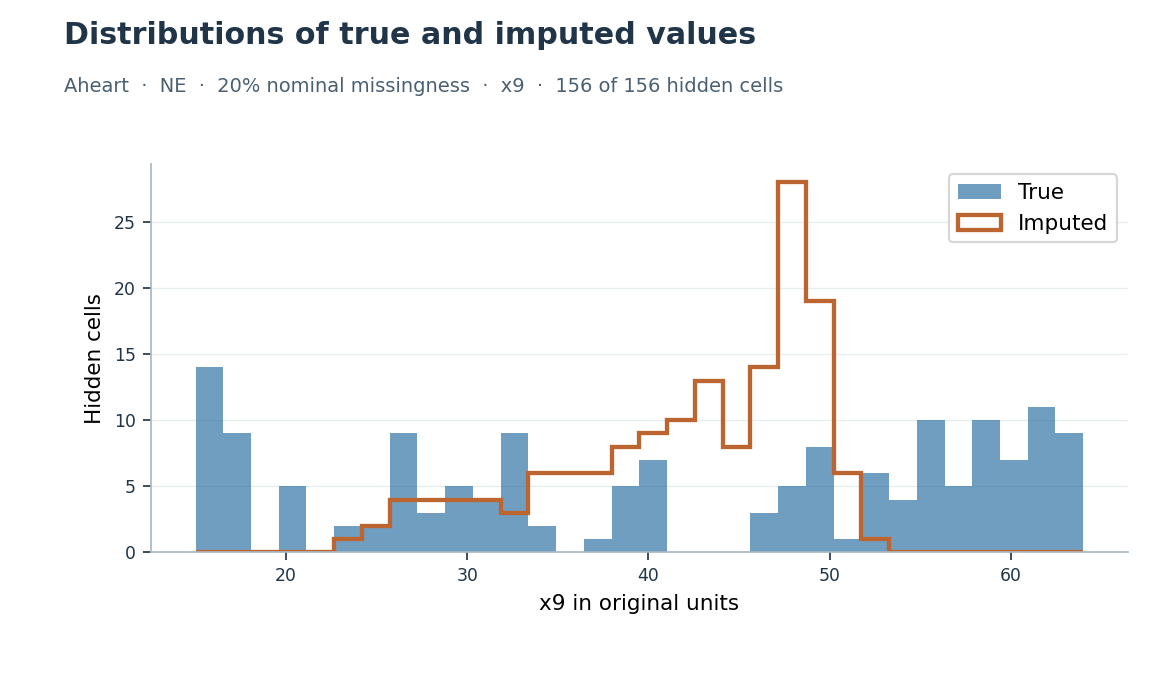 Distributions of true and imputed values
Aheart · NE · 20% nominal missingness · x9 · 156 of 156 hidden cells
True
Imputed
Hidden cells
25
20
15
10
5
0
20 30 40 50 60
x9 in original units